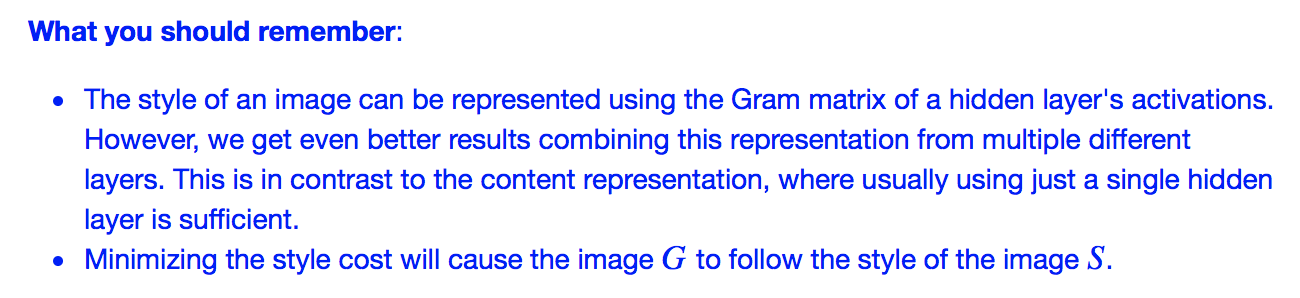 What you should remember:
• The style of an image can be represented using the Gram matrix of a hidden layer's activations.
However, we get even better results combining this representation from multiple different
layers. This is in contrast to the content representation, where usually using just a single hidden
layer is sufficient.
• Minimizing the style cost will cause the image G to follow the style of the image S.